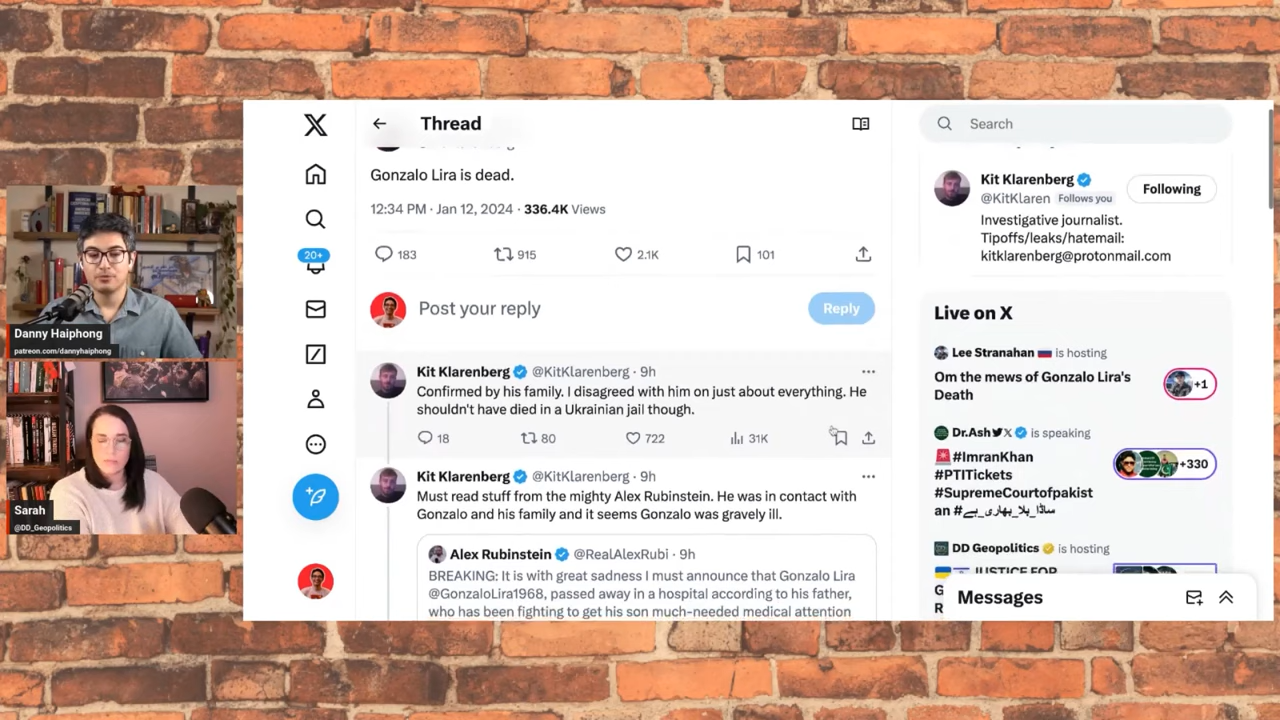 Danny Haiphong
patreon.com/dannyhaiphong
Sarah
@DD_Geopolitics
X
20+
Thread
Gonzalo Lira is dead.
12:34 PM · Jan 12, 2024 · 336.4K Views
183
915
2.1K
101
Post your reply
Reply
Kit Klarenberg @KitKlarenberg · 9h
Confirmed by his family. I disagreed with him on just about everything. He
shouldn't have died in a Ukrainian jail though.
18
80
722
31K
Kit Klarenberg @KitKlarenberg · 9h
Must read stuff from the mighty Alex Rubinstein. He was in contact with
Gonzalo and his family and it seems Gonzalo was gravely ill.
Alex Rubinstein @RealAlexRubi · 9h
BREAKING: It is with great sadness I must announce that Gonzalo Lira
@GonzaloLira1968, passed away in a hospital according to his father,
who has been fighting to get his son much-needed medical attention
Search
Kit Klarenberg
@KitKlaren Follows you
Following
Investigative journalist.
Tipoffs/leaks/hatemail:
kitklarenberg@protonmail.com
Live on X
Lee Stranahan is hosting
Om the mews of Gonzalo Lira's
Death
+1
Dr.Ash X is speaking
#ImranKhan
#PTITickets
#SupremeCourtofpakist
an #ساڈا_بلا_بھاری_ہے
+330
DD Geopolitics is hosting
JUSTICE FOR
G
R
Messages